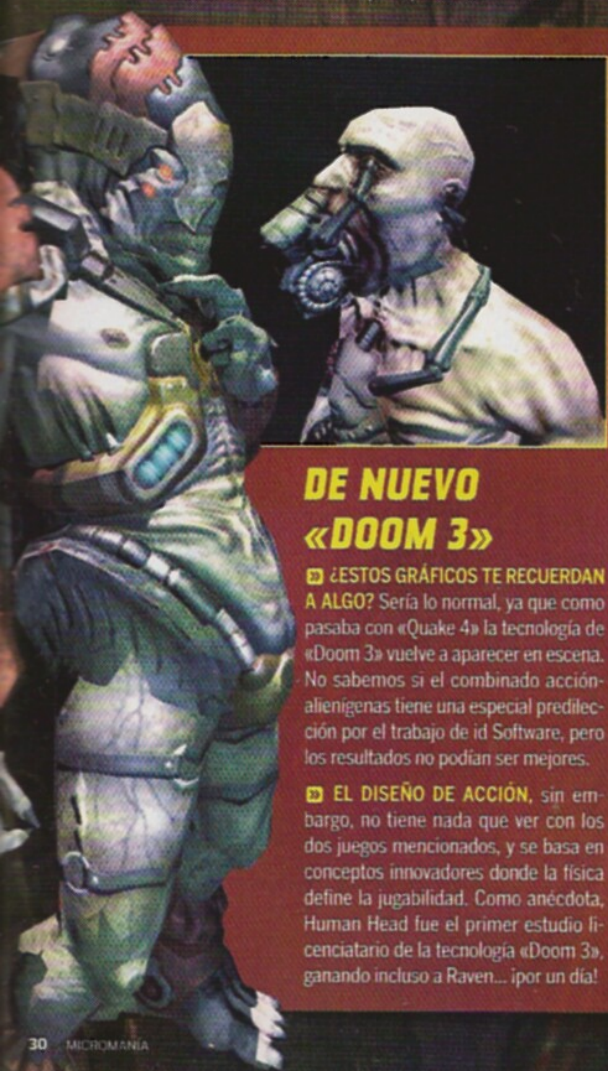 DE NUEVO
«DOOM 3»
» ¿ESTOS GRÁFICOS TE RECUERDAN
A ALGO? Sería lo normal, ya que como
pasaba con «Quake 4» la tecnología de
«Doom 3» vuelve a aparecer en escena.
No sabemos si el combinado acción-
alienígenas tiene una especial predilec-
ción por el trabajo de id Software, pero
los resultados no podían ser mejores.
» EL DISEÑO DE ACCIÓN, sin em-
bargo, no tiene nada que ver con los
dos juegos mencionados, y se basa en
conceptos innovadores donde la física
define la jugabilidad. Como anécdota,
Human Head fue el primer estudio li-
cenciatario de la tecnología «Doom 3»,
ganando incluso a Raven... ¡por un día!
30 MICROMANÍA